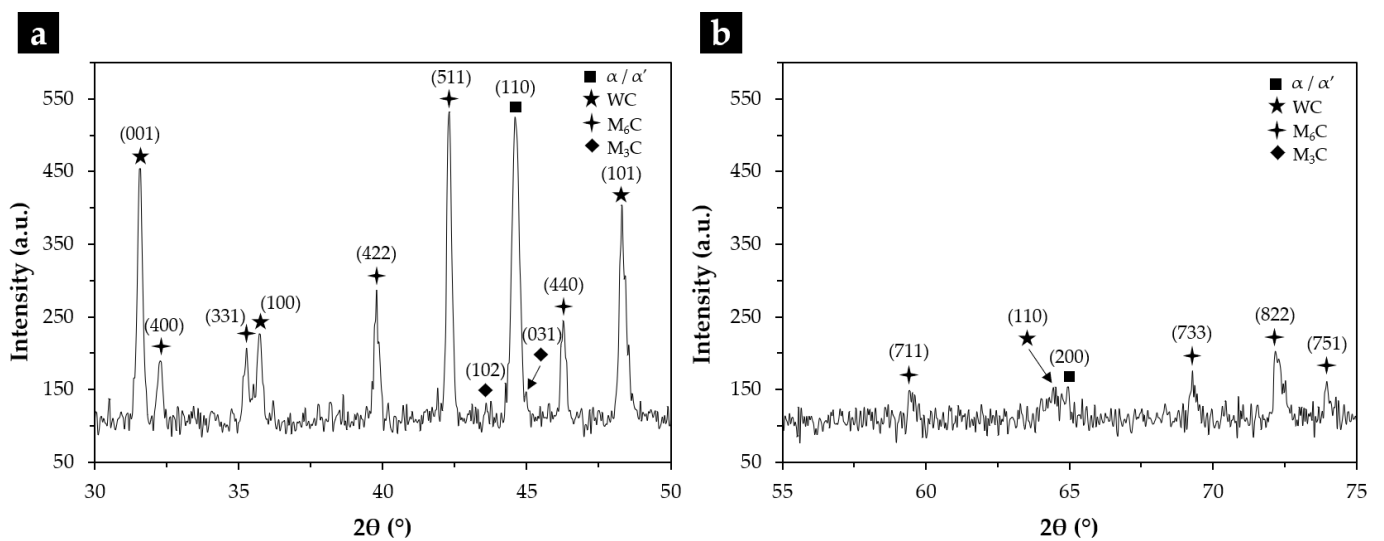 a
(511)
(110)
α / α′
WC
M₆C
M₃C
550
(001)
(101)
450
350
(422)
(440)
(331)
(100)
(031)
(400)
250
(102)
150
50
30
35
40
45
50
2θ (°)
Intensity (a.u.)
b
α / α′
WC
M₆C
M₃C
550
450
350
250
(110)
(733)
(822)
(711)
(200)
(751)
150
50
55
60
65
70
75
2θ (°)
Intensity (a.u.)